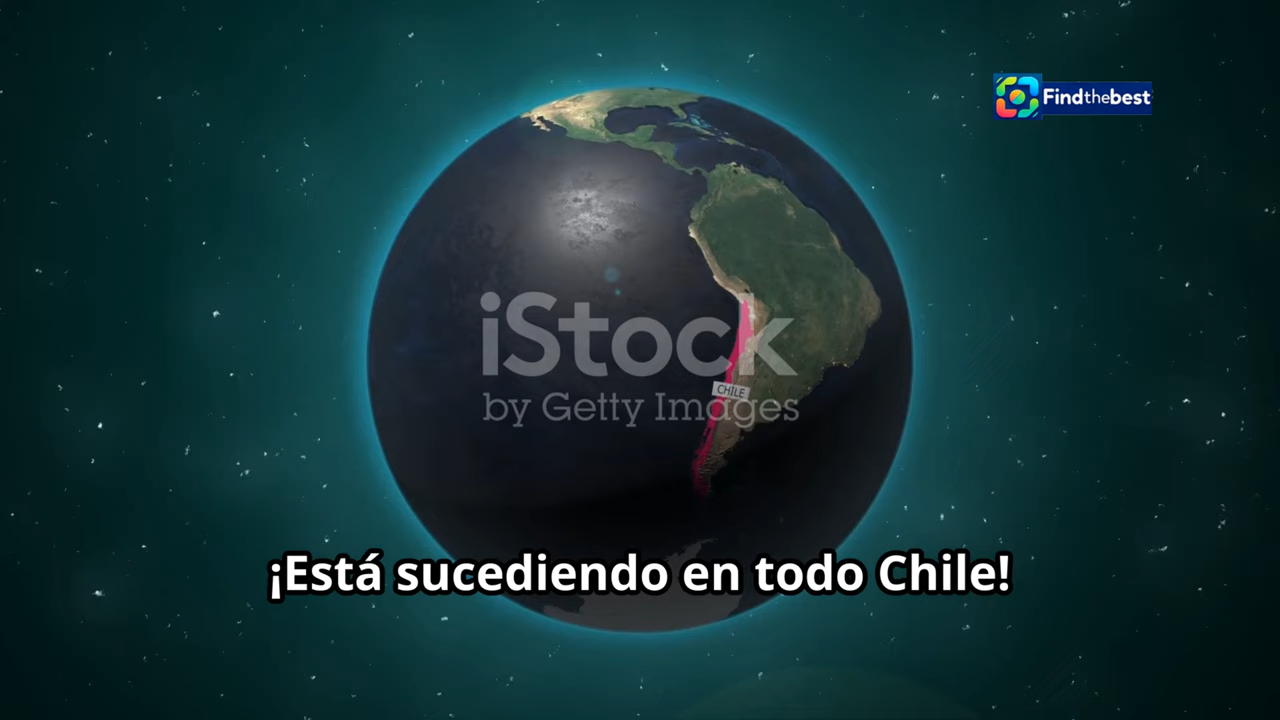 Findthebest
iStock
by Getty Images
CHILE
¡Está sucediendo en todo Chile!